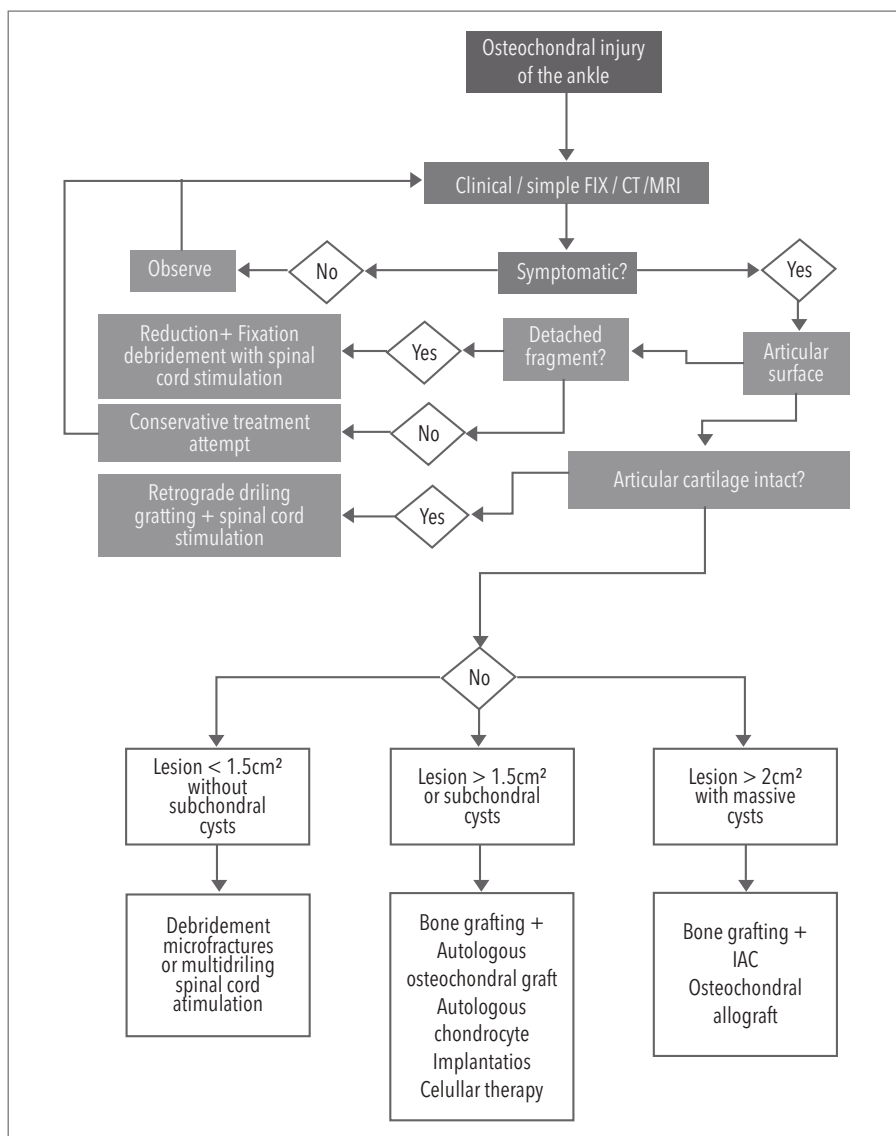 Osteochondral injury
of the ankle
Clinical / simple FIX / CT /MRI
Observe
No
Symptomatic?
Yes
Reduction+ Fixation
debridement with spinal
cord stimulation
Yes
Detached
fragment?
Articular
surface
Conservative treatment
attempt
No
Retrograde driling
gratting + spinal cord
stimulation
Yes
Articular cartilage intact?
No
Lesion < 1.5cm²
without
subchondral
cysts
Lesion > 1.5cm²
or subchondral
cysts
Lesion > 2cm²
with massive
cysts
Debridement
microfractures
or multidriling
spinal cord
atimulation
Bone grafting +
Autologous
osteochondral graft
Autologous
chondrocyte
Implantatios
Celullar therapy
Bone grafting +
IAC
Osteochondral
allograft